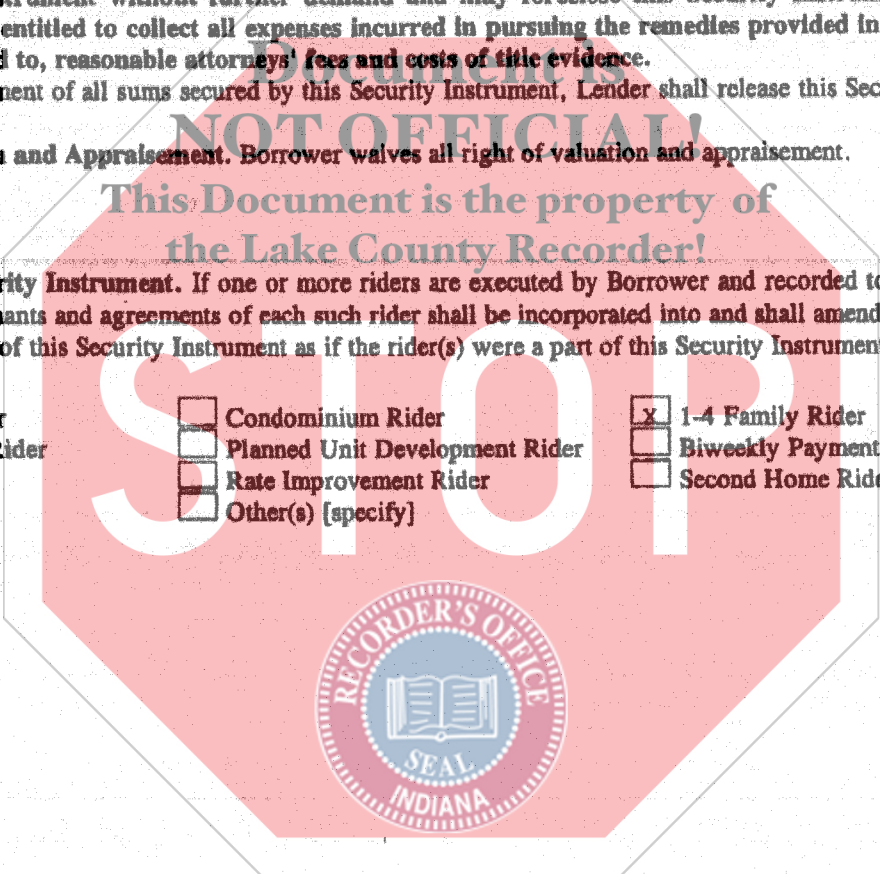 entitled to collect all expenses incurred in pursuing the remedies provided in
to, reasonable attorneys' fees and costs of title evidence.
Document is
of all sums secured by this Security Instrument, Lender shall release this Sec
NOT OFFICIAL!
and Appraisement. Borrower waives all right of valuation and appraisement.
This Document is the property of
the Lake County Recorder!
rity Instrument. If one or more riders are executed by Borrower and recorded to
ants and agreements of each such rider shall be incorporated into and shall amend
of this Security Instrument as if the rider(s) were a part of this Security Instrument
STOP
Condominium Rider
Planned Unit Development Rider
Rate Improvement Rider
Other(s) [specify]
x 1-4 Family Rider
Biweekly Payment
Second Home Ride
RECORDER'S OFFICE
SEAL
INDIANA